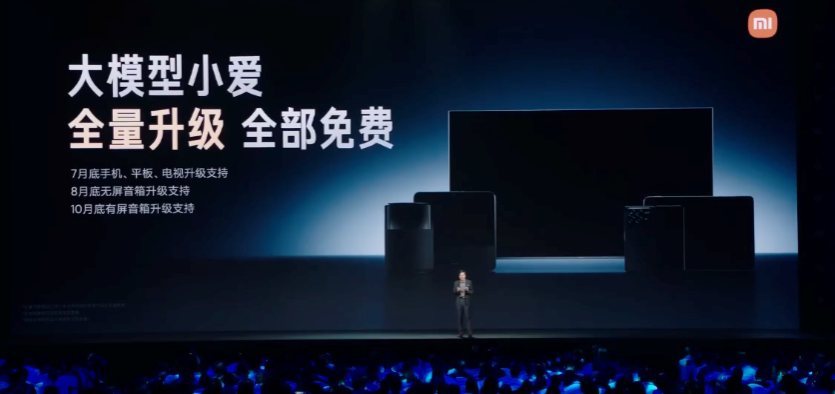 mi
大模型小爱
全量升级 全部免费
7月底手机、平板、电视升级支持
8月底无屏音箱升级支持
10月底有屏音箱升级支持